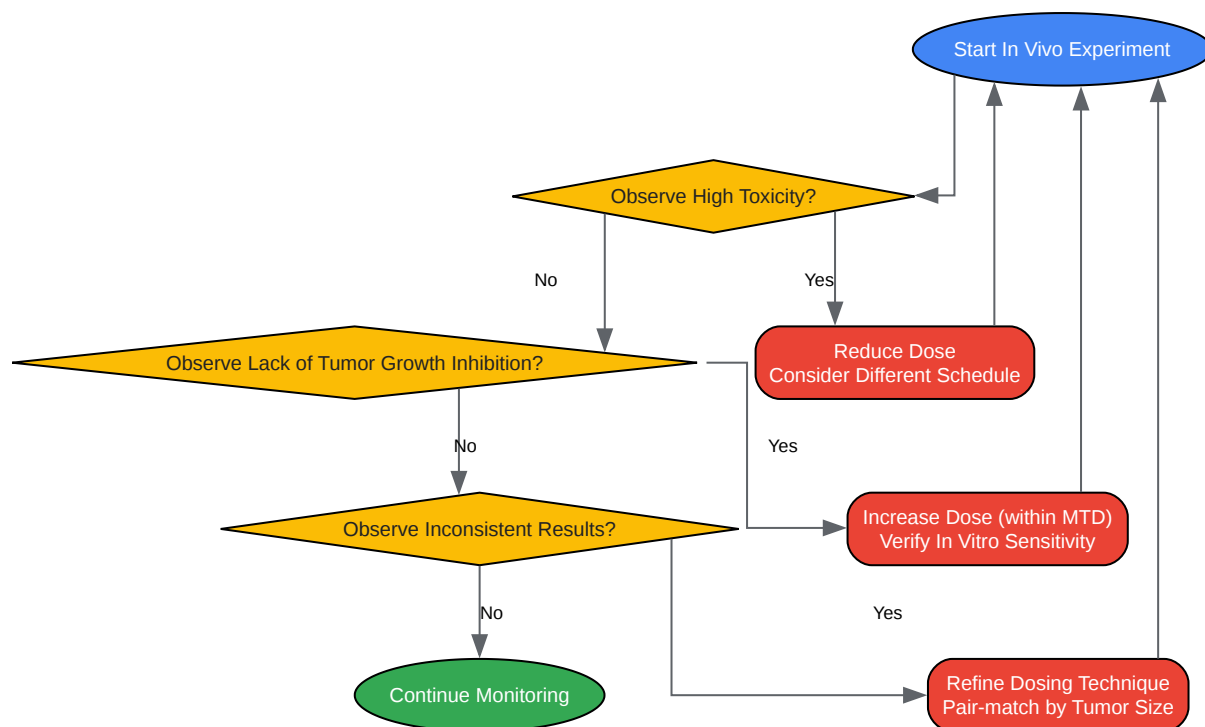 Start In Vivo Experiment
Observe High Toxicity?
No
Yes
Observe Lack of Tumor Growth Inhibition?
Reduce Dose
Consider Different Schedule
No
Yes
Observe Inconsistent Results?
Increase Dose (within MTD)
Verify In Vitro Sensitivity
No
Yes
Continue Monitoring
Refine Dosing Technique
Pair-match by Tumor Size